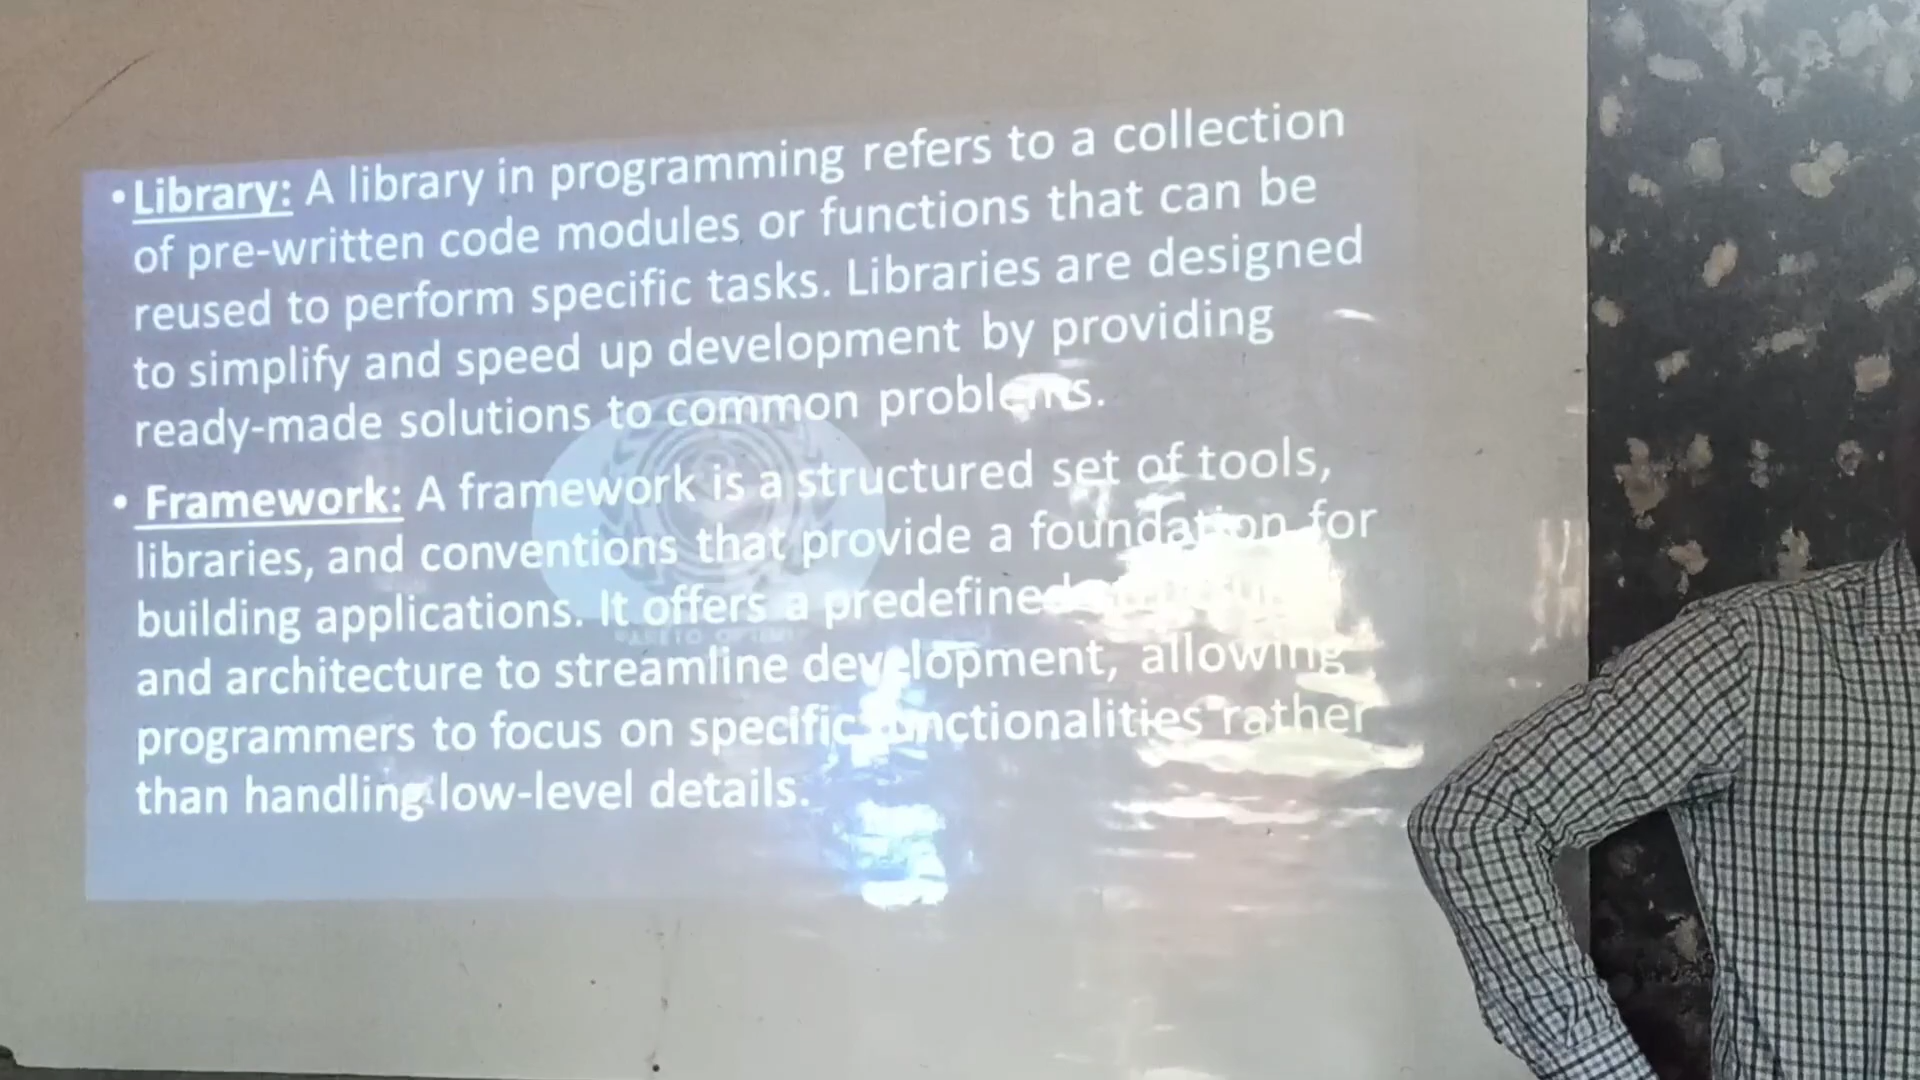 • Library: A library in programming refers to a collection
of pre-written code modules or functions that can be
reused to perform specific tasks. Libraries are designed
to simplify and speed up development by providing
ready-made solutions to common problems.
• Framework: A framework is a structured set of tools,
libraries, and conventions that provide a foundation for
building applications. It offers a predefined
and architecture to streamline development, allowing
programmers to focus on specific functionalities rather
than handling low-level details.